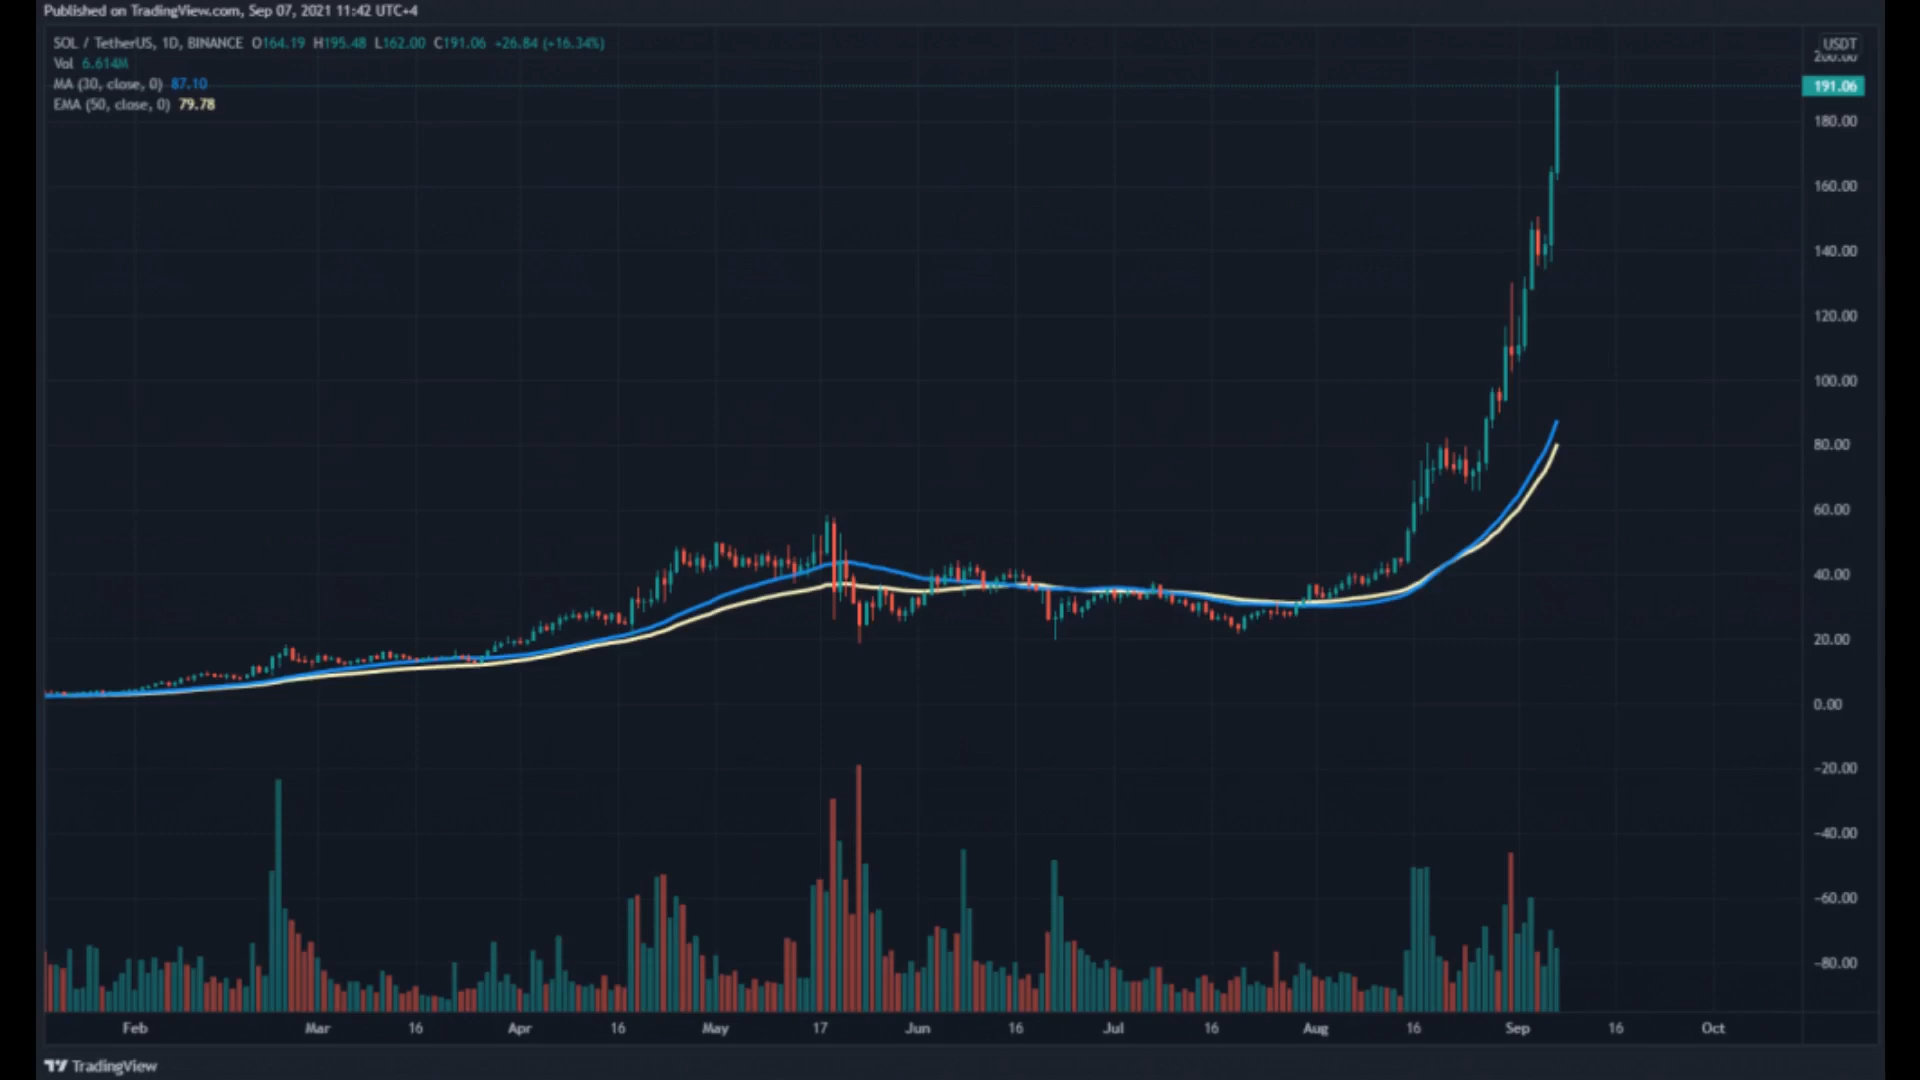 Published on TradingView.com, Sep 07, 2021 11:42 UTC+4
SOL / TetherUS, 1D, BINANCE O164.19 H195.48 L162.00 C191.06 +26.84 (+16.34%)
Vol 6.614M
MA (30, close, 0) 87.10
EMA (50, close, 0) 79.78
USDT
200.00
191.06
180.00
160.00
140.00
120.00
100.00
80.00
60.00
40.00
20.00
0.00
-20.00
-40.00
-60.00
-80.00
Feb Mar 16 Apr 16 May 17 Jun 16 Jul 16 Aug 16 Sep 16 Oct
TradingView